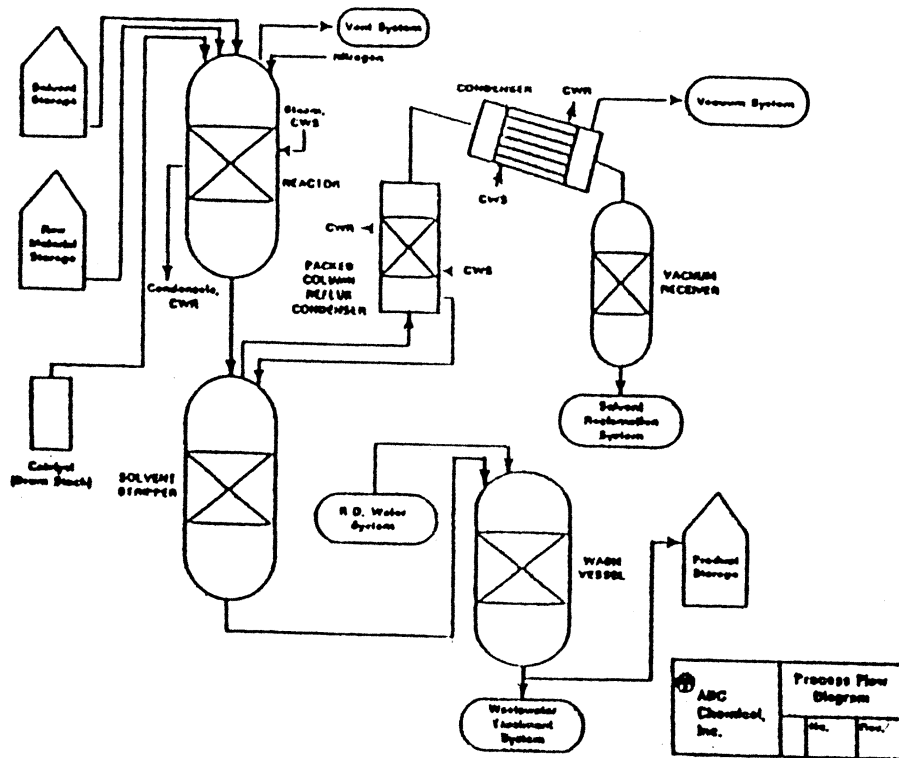 Vent System
Nitrogen
Solvent
Storage
Steam,
CWS
REACTOR
Raw
Material
Storage
Condensate,
CWR
CONDENSER
CWR
CWS
Vacuum System
CWR
CWS
PACKED
COLUMN
REFLUX
CONDENSER
VACUUM
RECEIVER
Solvent
Reclamation
System
Catalyst
(Drum Stock)
SOLVENT
STRIPPER
R.D. Water
System
WASH
VESSEL
Product
Storage
Wastewater
Treatment
System
ABC
Chemical,
Inc.
Process Flow
Diagram
No.